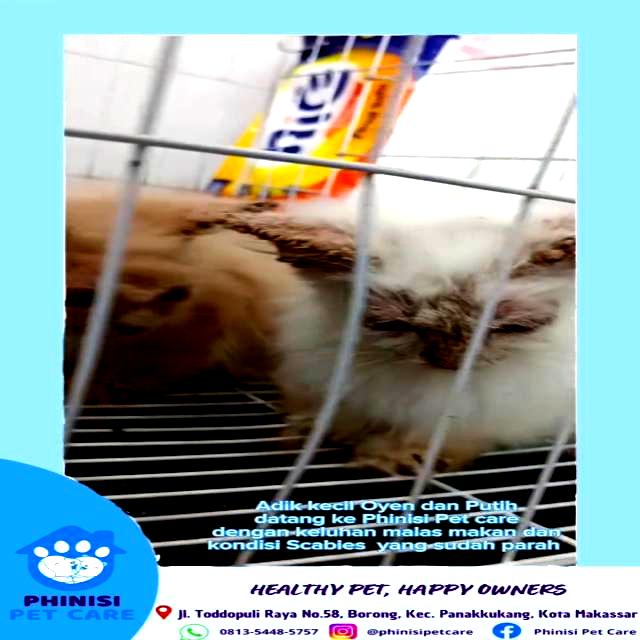 Adik kecil Oyen dan Putih
datang ke Phinisi Pet care
dengan keluhan malas makan dan
kondisi Scabies yang sudah parah
PHINISI
PET CARE
HEALTHY PET, HAPPY OWNERS
Jl. Toddopuli Raya No.58, Borong, Kec. Panakkukang, Kota Makassar
0813-5448-5757 @phinisipetcare Phinisi Pet Care